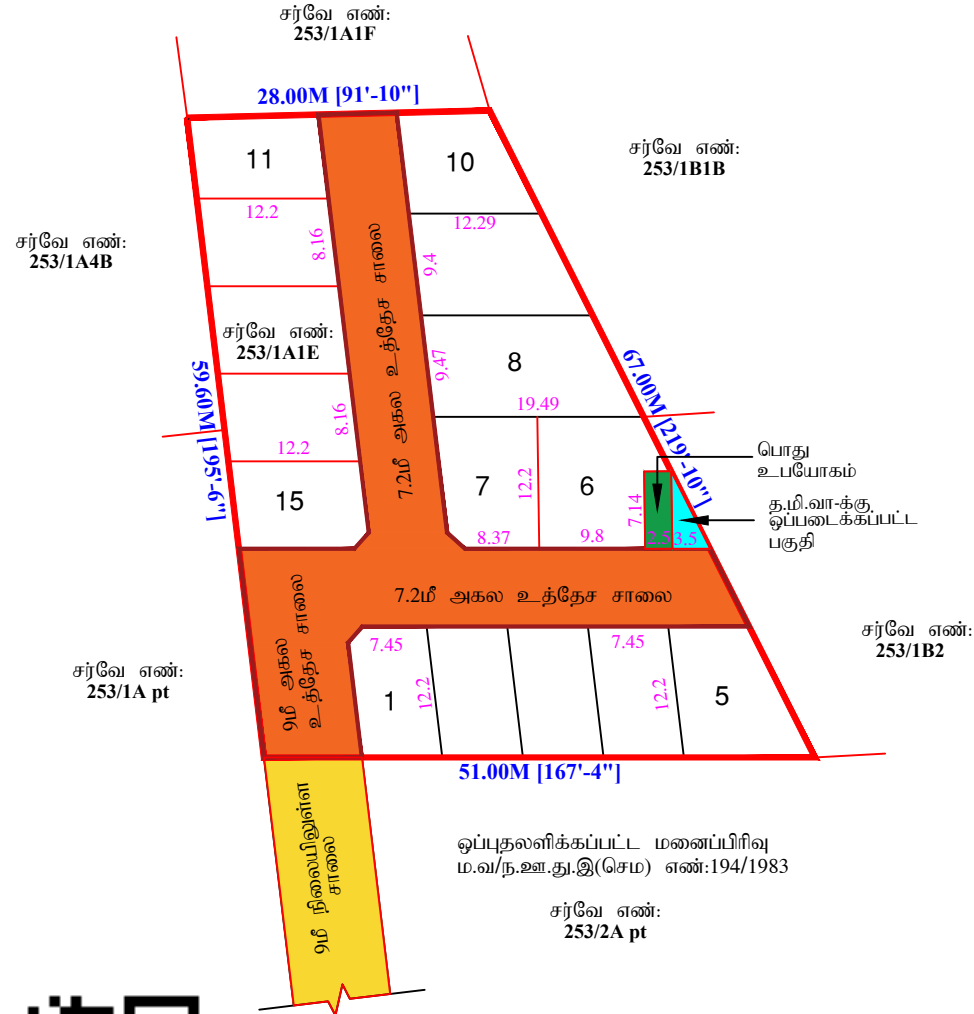 சர்வே எண்:
253/1A1F
28.00M [91'-10"]
11
10
சர்வே எண்:
253/1B1B
12.2
12.29
சர்வே எண்:
253/1A4B
8.16
9.4
7.2மீ அகல உத்தேச சாலை
சர்வே எண்:
253/1A1E
9.47
8
67.00M [219'-10"]
59.60M [195'-6"]
19.49
8.16
12.2
பொது
உபயோகம்
15
7
12.2
6
7.14
த.மி.வா-க்கு
ஒப்படைக்கப்பட்ட
பகுதி
8.37
9.8
2.5
3.5
7.2மீ அகல உத்தேச சாலை
9மீ அகல
உத்தேச சாலை
சர்வே எண்:
253/1B2
7.45
7.45
சர்வே எண்:
253/1A pt
1
12.2
12.2
5
51.00M [167'-4"]
9மீ நிலையிலுள்ள
சாலை
ஒப்புதலளிக்கப்பட்ட மனைப்பிரிவு
ம.வ/ந.ஊ.து.இ(செம) எண்:194/1983
சர்வே எண்:
253/2A pt